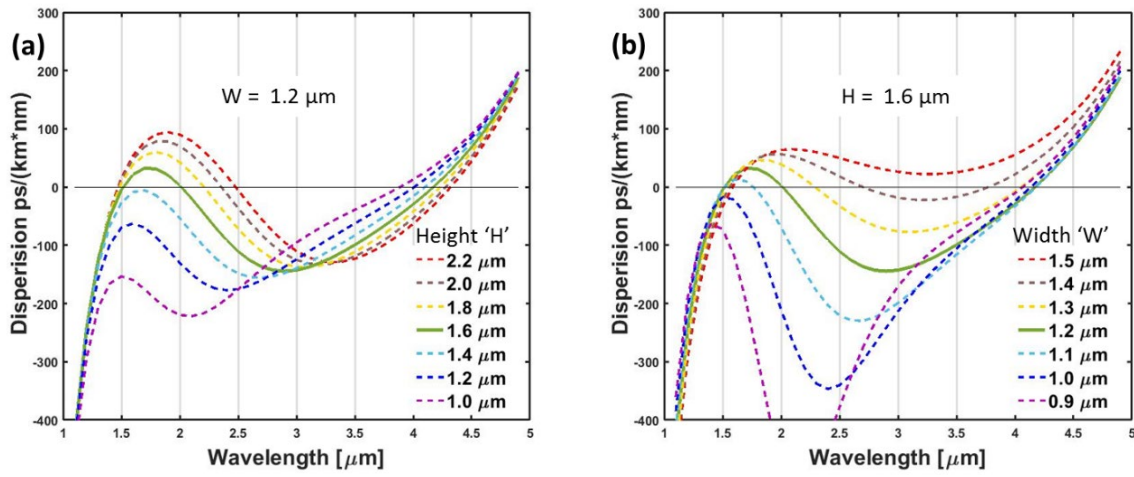 (a)
W = 1.2 μm
300
200
100
0
-100
-200
-300
-400
Disperision ps/(km*nm)
Height ‘H’
2.2 μm
2.0 μm
1.8 μm
1.6 μm
1.4 μm
1.2 μm
1.0 μm
1 1.5 2 2.5 3 3.5 4 4.5 5
Wavelength [μm]
(b)
H = 1.6 μm
300
200
100
0
-100
-200
-300
-400
Disperision ps/(km*nm)
Width ‘W’
1.5 μm
1.4 μm
1.3 μm
1.2 μm
1.1 μm
1.0 μm
0.9 μm
1 1.5 2 2.5 3 3.5 4 4.5 5
Wavelength [μm]